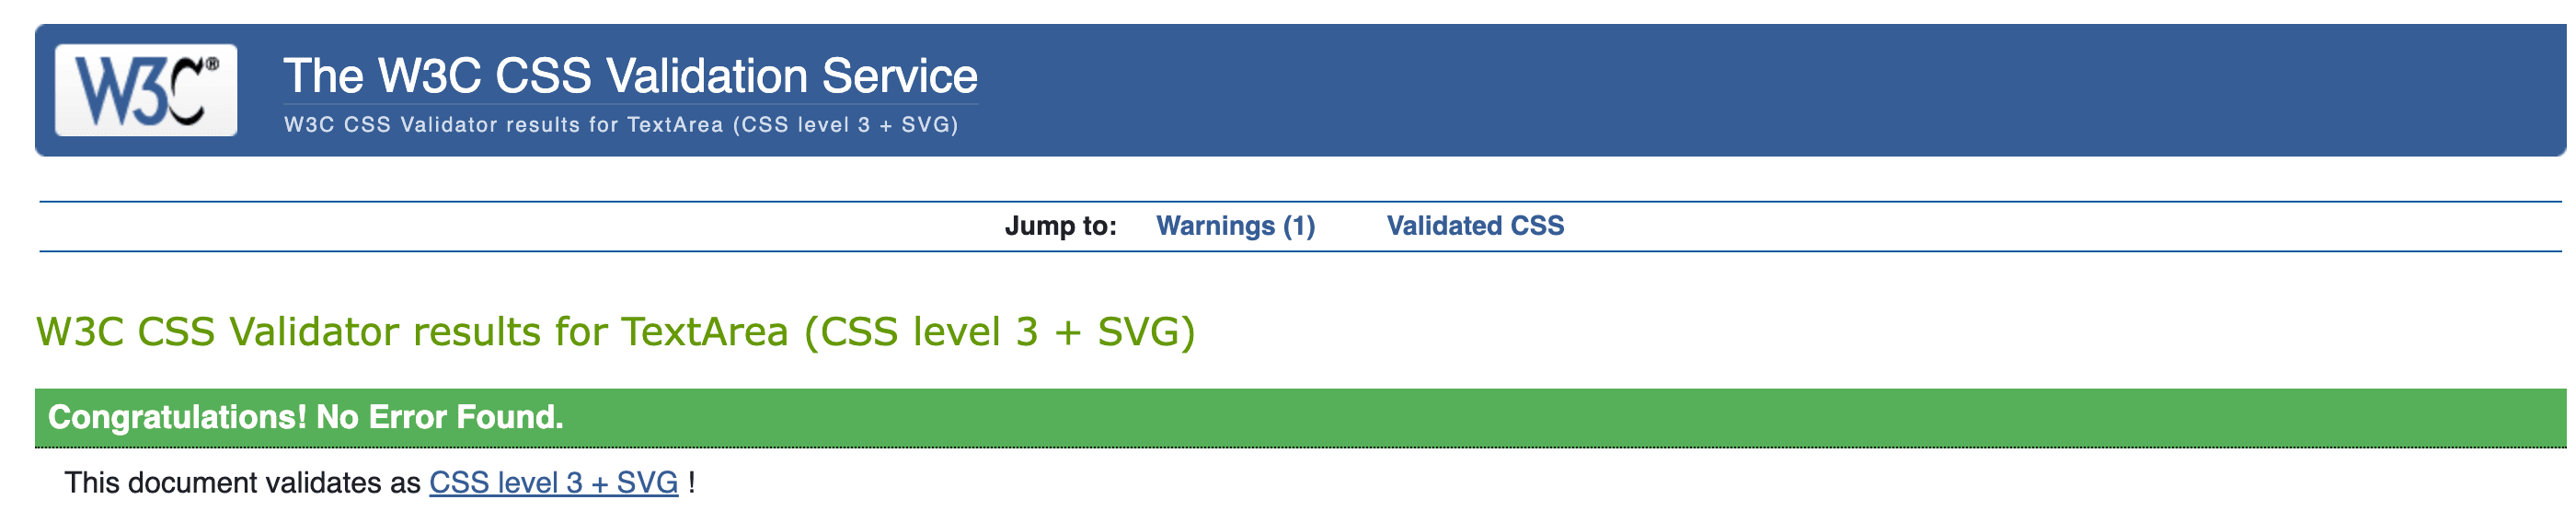 W3C®
The W3C CSS Validation Service
W3C CSS Validator results for TextArea (CSS level 3 + SVG)
Jump to: Warnings (1) Validated CSS
W3C CSS Validator results for TextArea (CSS level 3 + SVG)
Congratulations! No Error Found.
This document validates as CSS level 3 + SVG !